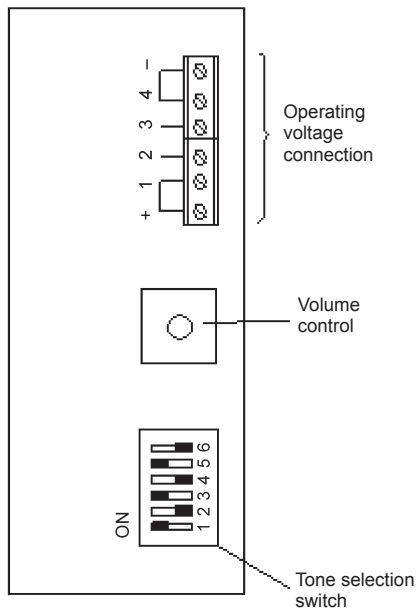 –
4
3
2
1
+
Operating
voltage
connection
Volume
control
ON
6
5
4
3
2
1
Tone selection
switch